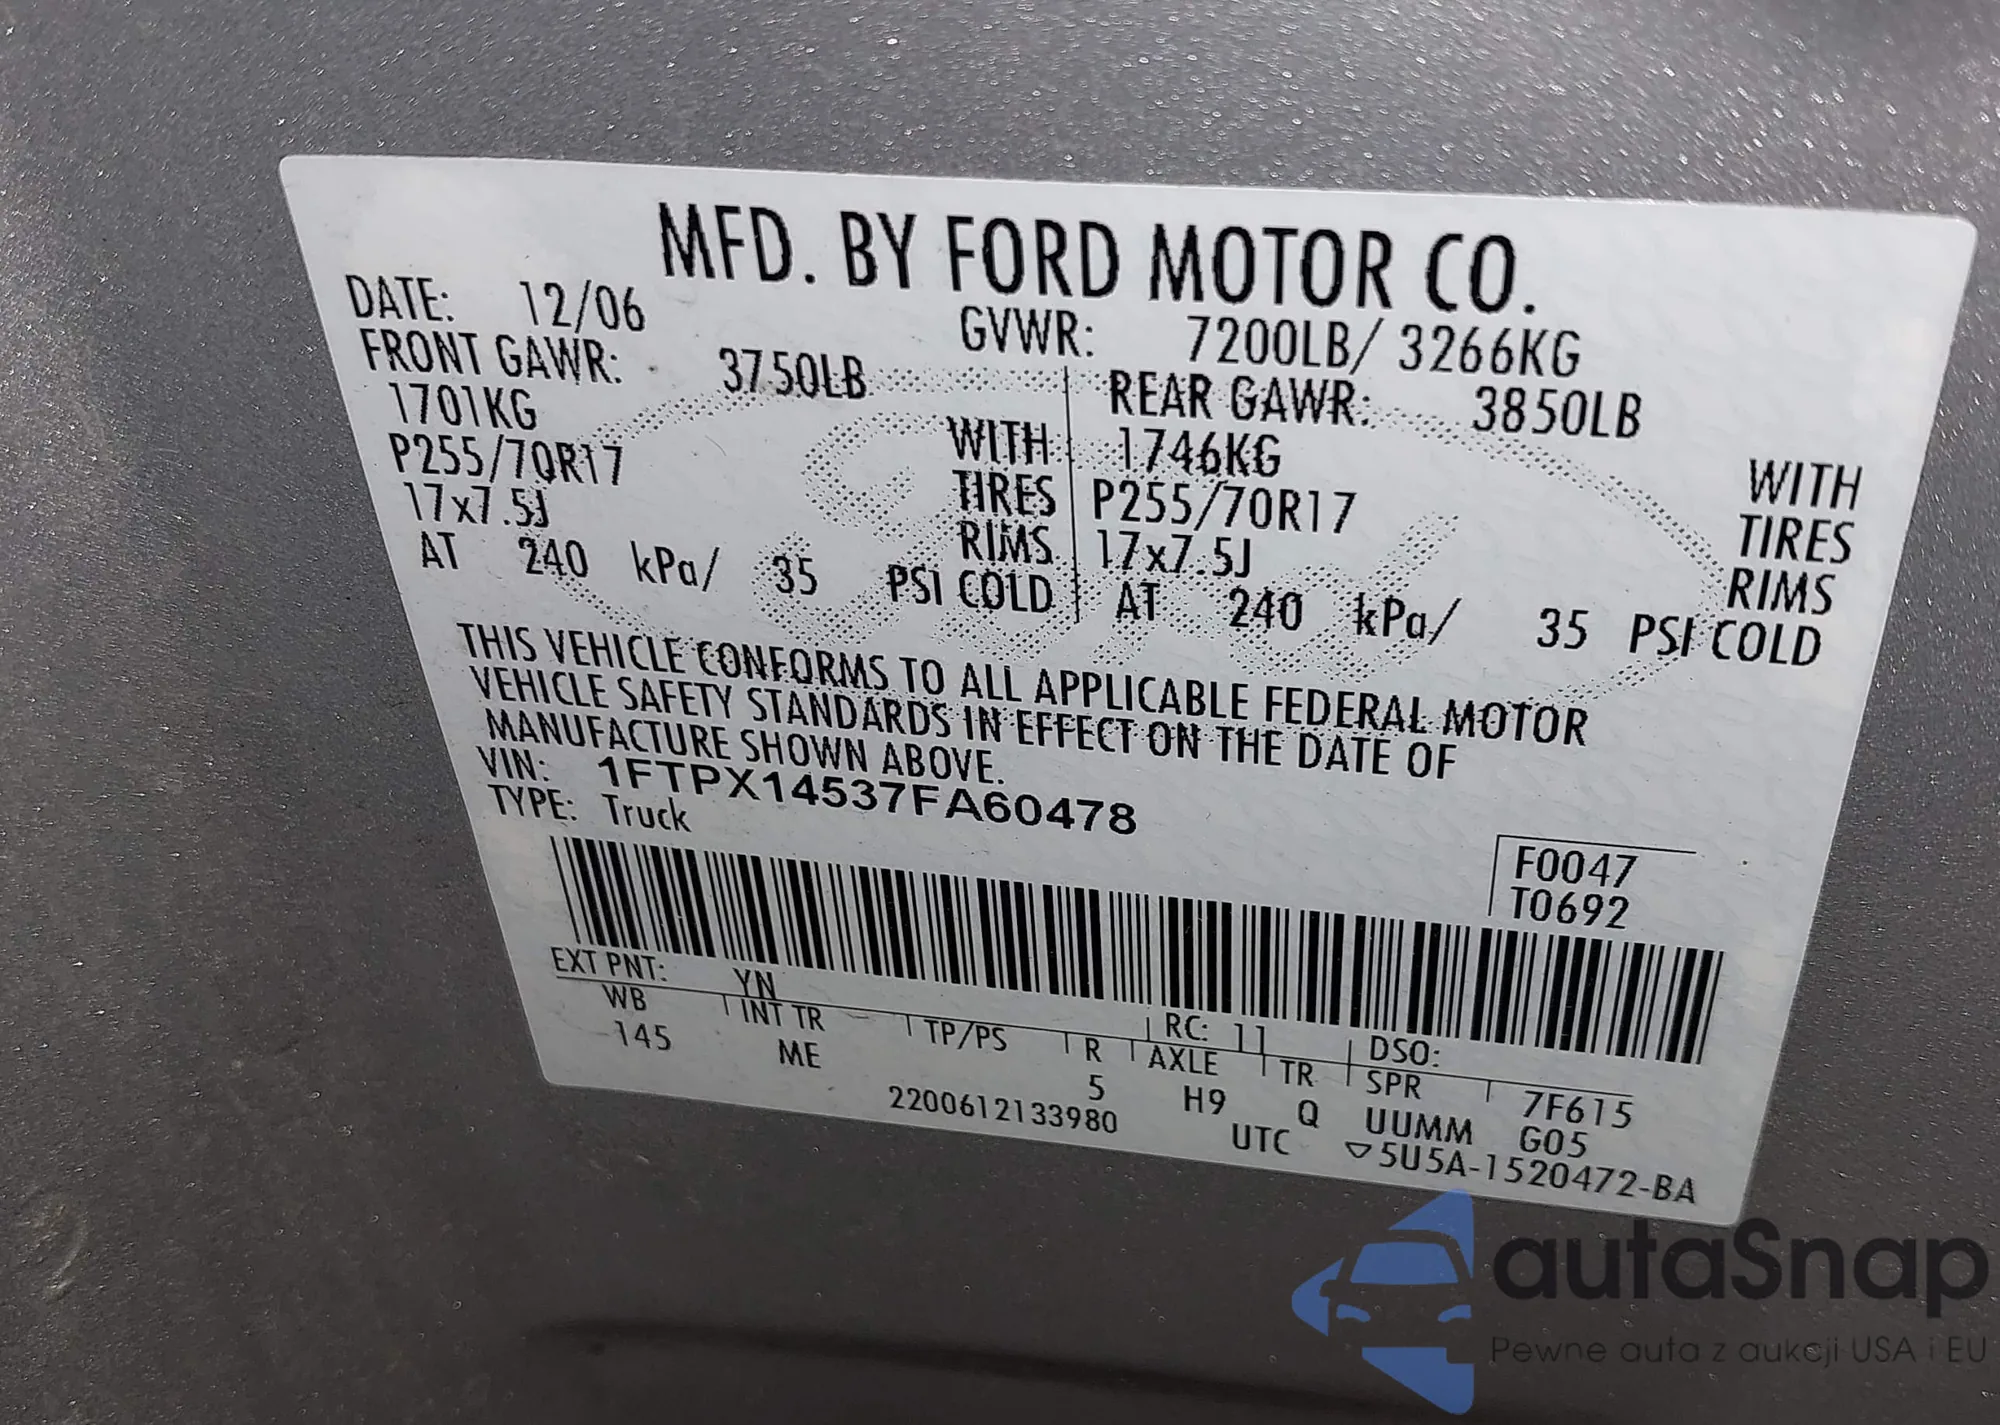 MFD. BY FORD MOTOR CO.
DATE: 12/06 GVWR: 7200LB/ 3266KG
FRONT GAWR: 3750LB REAR GAWR: 3850LB
1701KG WITH 1746KG WITH
P255/70R17 TIRES P255/70R17 TIRES
17x7.5J RIMS 17x7.5J RIMS
AT 240 kPa/ 35 PSI COLD AT 240 kPa/ 35 PSI COLD
THIS VEHICLE CONFORMS TO ALL APPLICABLE FEDERAL MOTOR
VEHICLE SAFETY STANDARDS IN EFFECT ON THE DATE OF
MANUFACTURE SHOWN ABOVE.
VIN: 1FTPX14537FA60478
TYPE: Truck
F0047
T0692
EXT PNT: YN RC: 11 DSO:
WB INT TR TP/PS R AXLE TR SPR 7F615
145 ME 5 H9 Q UUMM G05
2200612133980 UTC ▽5U5A-1520472-BA
autaSnap
Pewne auta z aukcji USA i EU